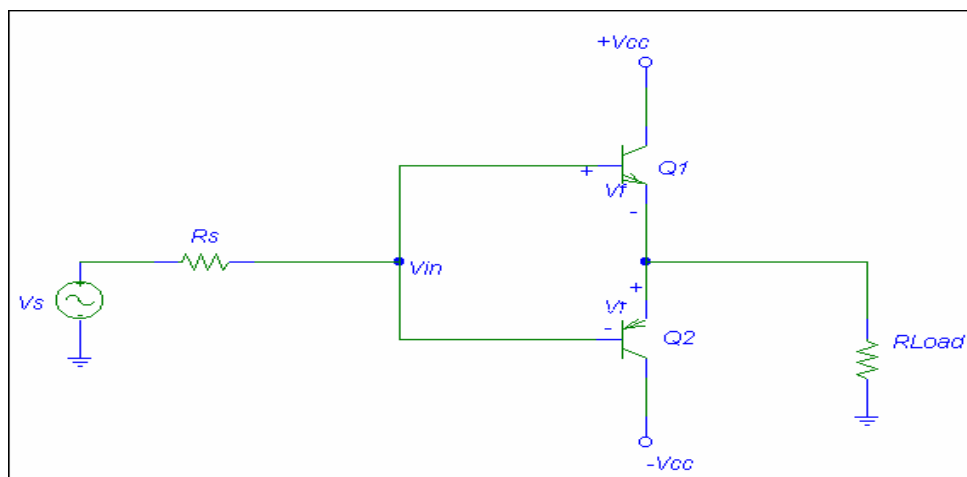 +Vcc
+
Q1
Vf
-
Rs
Vin
+
Vs
-
+
Vf
-
Q2
RLoad
-Vcc